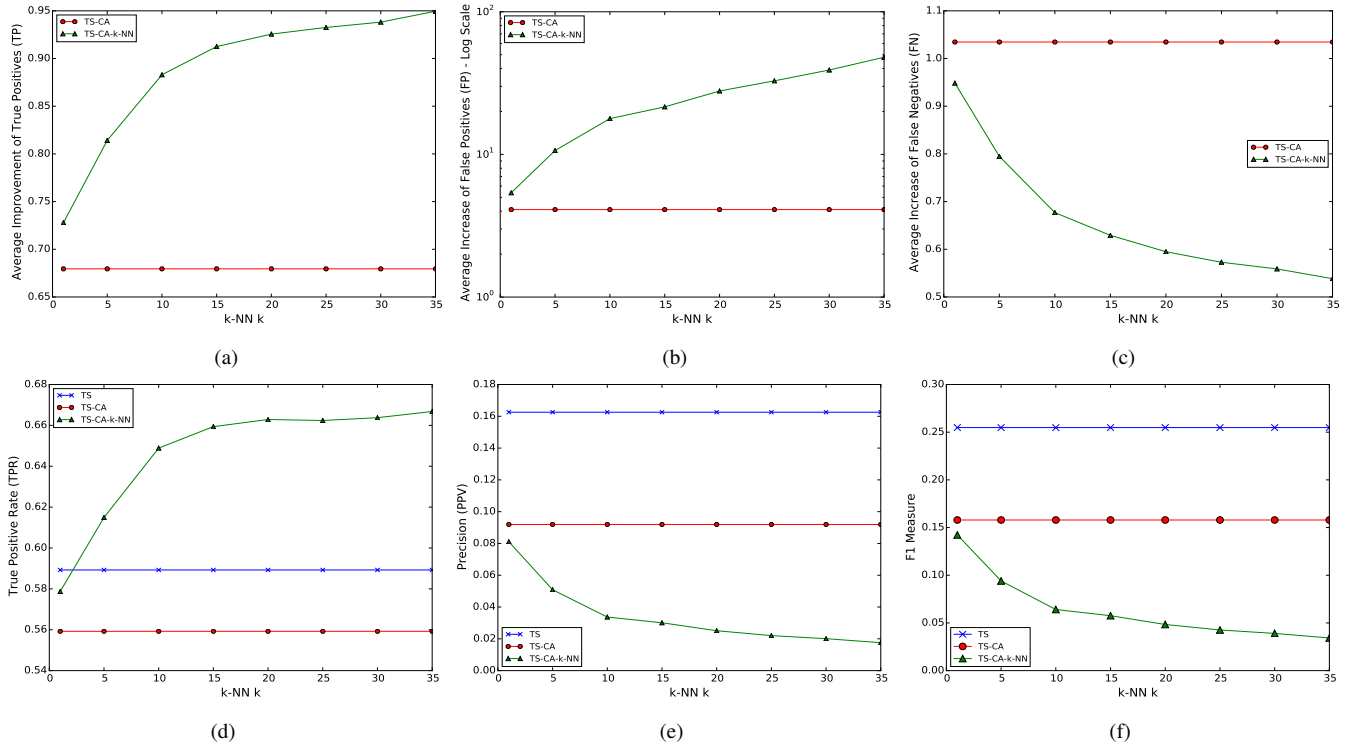 Average Improvement of True Positives (TP)
0.95
0.90
0.85
0.80
0.75
0.70
0.65
TS-CA
TS-CA-k-NN
0 5 10 15 20 25 30 35
k-NN k
(a)
Average Increase of False Positives (FP) - Log Scale
10^2
10^1
10^0
TS-CA
TS-CA-k-NN
0 5 10 15 20 25 30 35
k-NN k
(b)
Average Increase of False Negatives (FN)
1.1
1.0
0.9
0.8
0.7
0.6
0.5
TS-CA
TS-CA-k-NN
0 5 10 15 20 25 30 35
k-NN k
(c)
True Positive Rate (TPR)
0.68
0.66
0.64
0.62
0.60
0.58
0.56
0.54
TS
TS-CA
TS-CA-k-NN
0 5 10 15 20 25 30 35
k-NN k
(d)
Precision (PPV)
0.18
0.16
0.14
0.12
0.10
0.08
0.06
0.04
0.02
0.00
TS
TS-CA
TS-CA-k-NN
0 5 10 15 20 25 30 35
k-NN k
(e)
F1 Measure
0.30
0.25
0.20
0.15
0.10
0.05
0.00
TS
TS-CA
TS-CA-k-NN
0 5 10 15 20 25 30 35
k-NN k
(f)